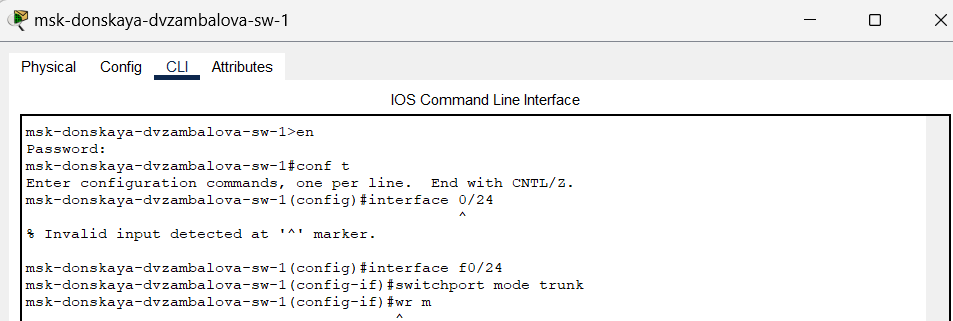 msk-donskaya-dvzambalova-sw-1
Physical Config CLI Attributes
IOS Command Line Interface
msk-donskaya-dvzambalova-sw-1>en
Password:
msk-donskaya-dvzambalova-sw-1#conf t
Enter configuration commands, one per line.  End with CNTL/Z.
msk-donskaya-dvzambalova-sw-1(config)#interface 0/24
^
% Invalid input detected at '^' marker.
msk-donskaya-dvzambalova-sw-1(config)#interface f0/24
msk-donskaya-dvzambalova-sw-1(config-if)#switchport mode trunk
msk-donskaya-dvzambalova-sw-1(config-if)#wr m
^